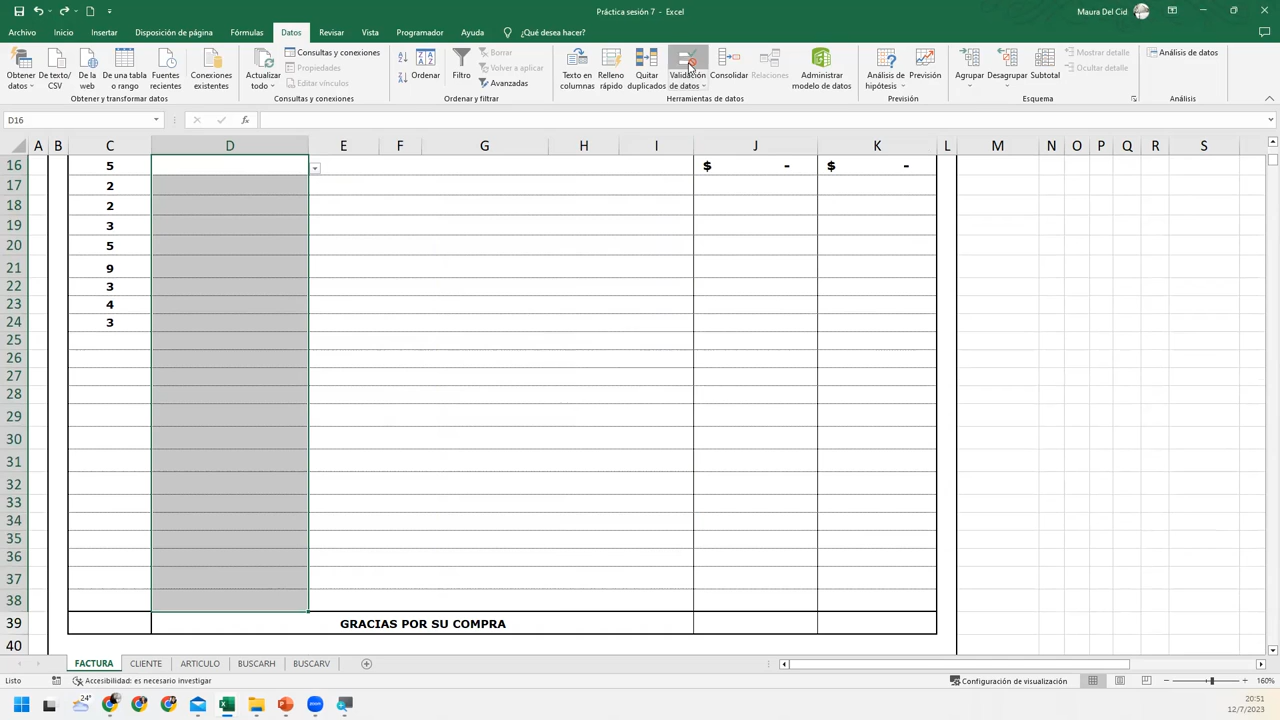 Práctica sesión 7 - Excel
Maura Del Cid
Archivo Inicio Insertar Disposición de página Fórmulas Datos Revisar Vista Programador Ayuda ¿Qué desea hacer?
Obtener datos
De texto/CSV
De la web
De una tabla o rango
Fuentes recientes
Conexiones existentes
Obtener y transformar datos
Actualizar todo
Consultas y conexiones
Propiedades
Editar vínculos
Consultas y conexiones
Ordenar
Filtro
Borrar
Volver a aplicar
Avanzadas
Ordenar y filtrar
Texto en columnas
Relleno rápido
Quitar duplicados
Validación de datos
Consolidar
Relaciones
Administrar modelo de datos
Herramientas de datos
Análisis de hipótesis
Previsión
Previsión
Agrupar
Desagrupar
Subtotal
Mostrar detalle
Ocultar detalle
Esquema
Análisis de datos
Análisis
D16
A B C D E F G H I J K L M N O P Q R S
16 5 $ - $ -
17 2
18 2
19 3
20 5
21 9
22 3
23 4
24 3
25
26
27
28
29
30
31
32
33
34
35
36
37
38
39 GRACIAS POR SU COMPRA
40
FACTURA CLIENTE ARTICULO BUSCARH BUSCARV
Listo Accesibilidad: es necesario investigar Configuración de visualización 160%
24°
20:51
12/7/2023